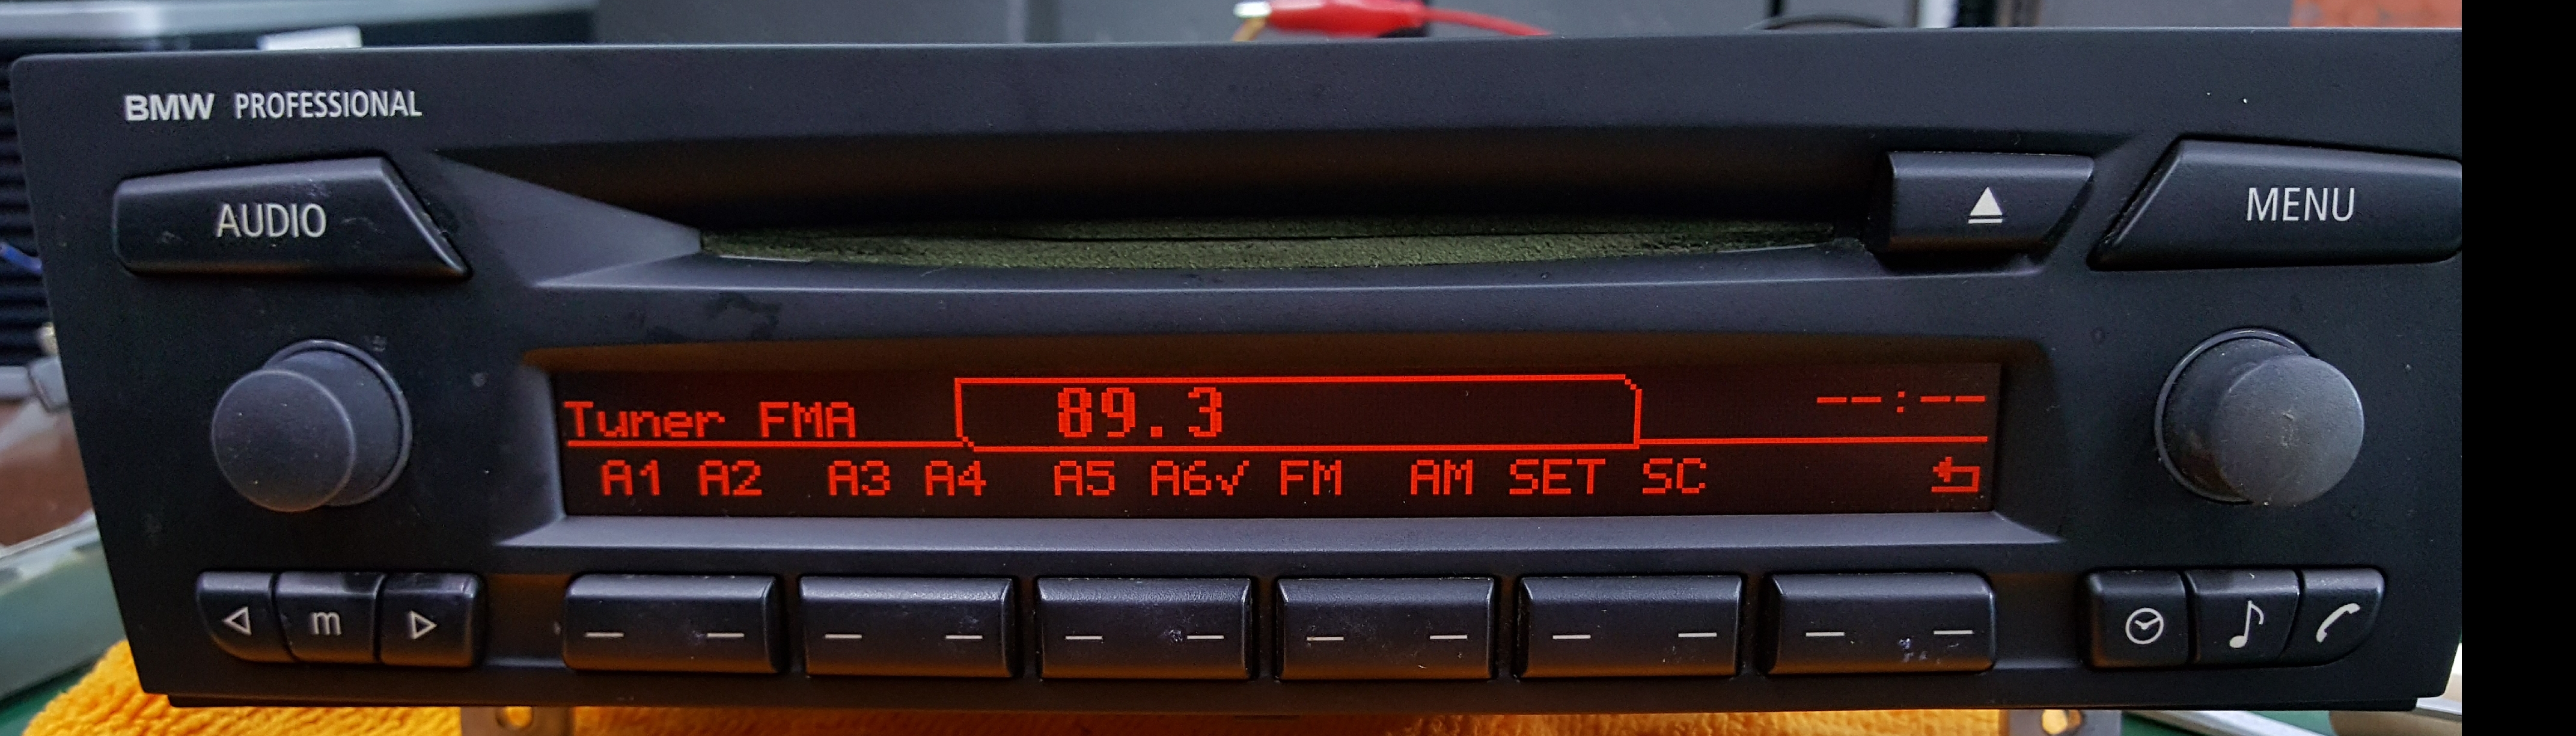 BMW PROFESSIONAL
AUDIO
MENU
Tuner FMA 89.3 --:--
A1 A2 A3 A4 A5 A6✓ FM AM SET SC
m